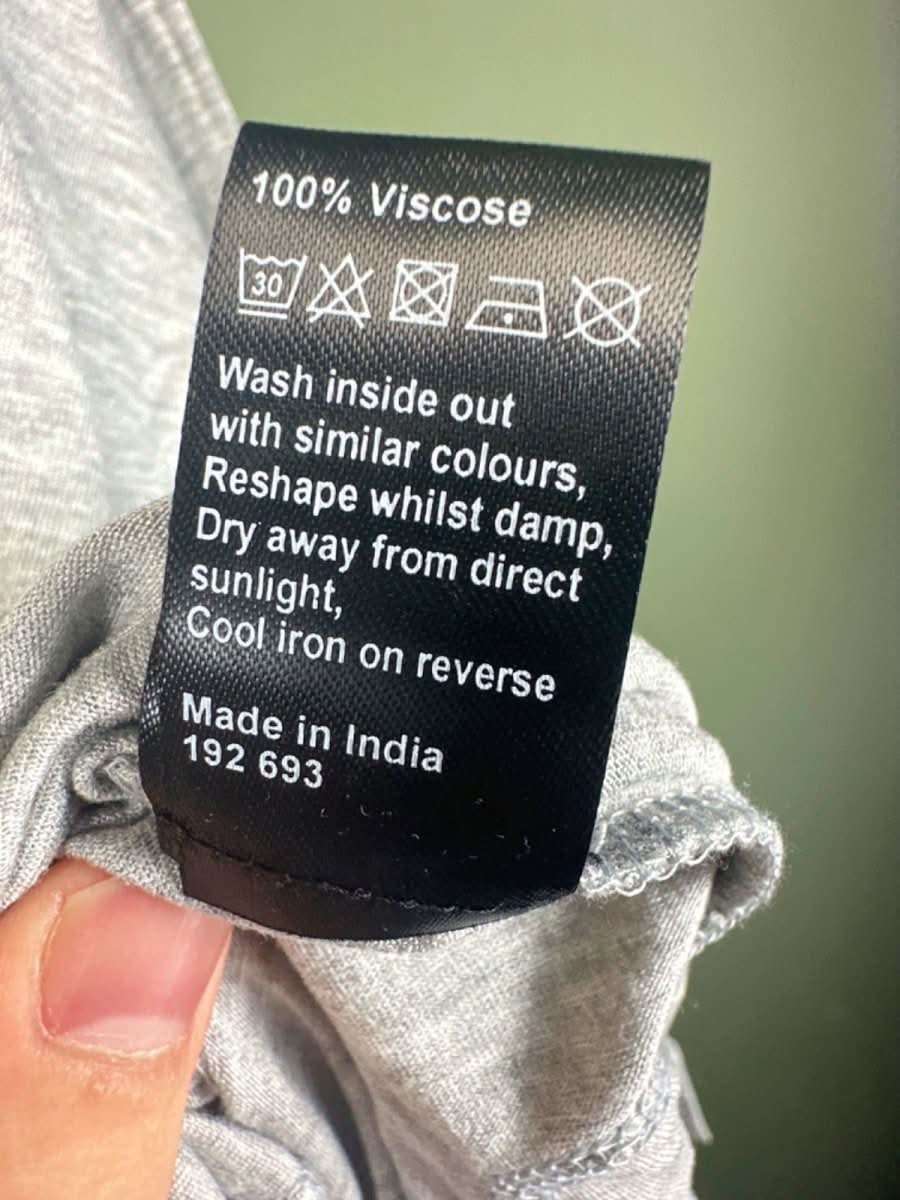 100% Viscose
30
Wash inside out
with similar colours,
Reshape whilst damp,
Dry away from direct
sunlight,
Cool iron on reverse
Made in India
192 693